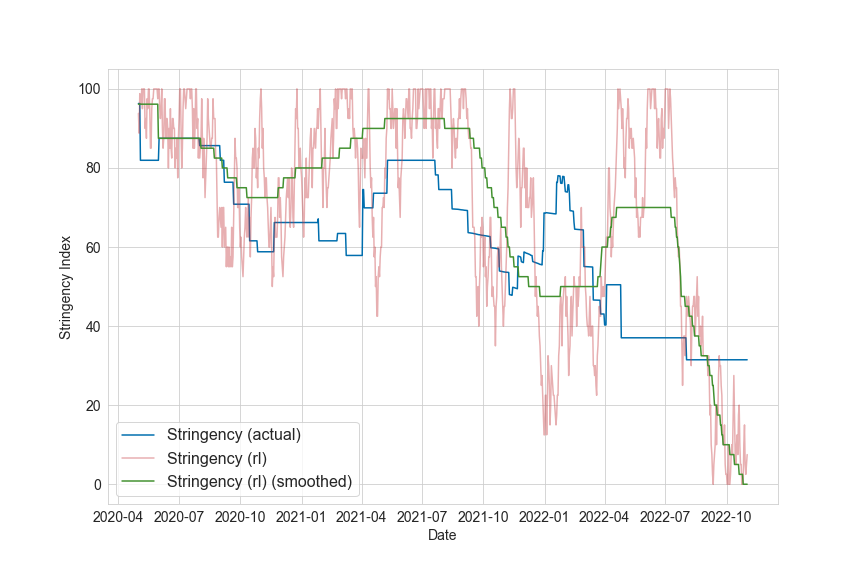 100
80
60
40
20
0
Stringency Index
Stringency (actual)
Stringency (rl)
Stringency (rl) (smoothed)
2020-04 2020-07 2020-10 2021-01 2021-04 2021-07 2021-10 2022-01 2022-04 2022-07 2022-10
Date